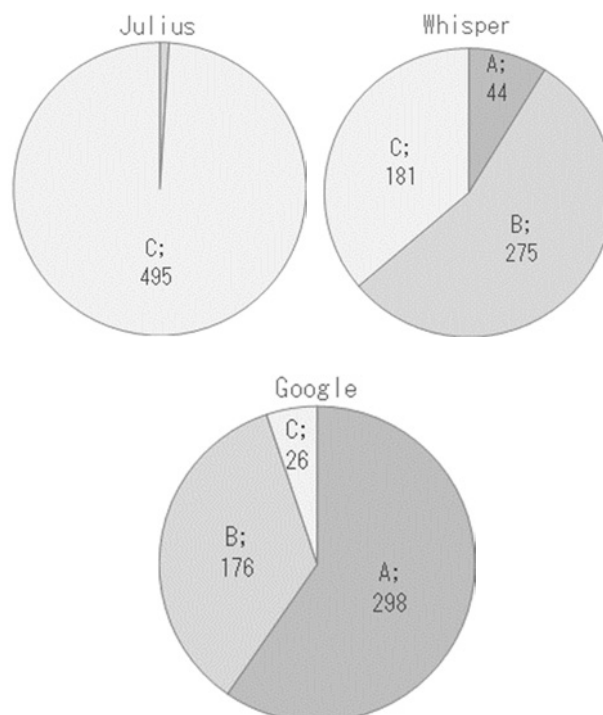 Julius
C;
495
Whisper
A;
44
B;
275
C;
181
Google
A;
298
B;
176
C;
26